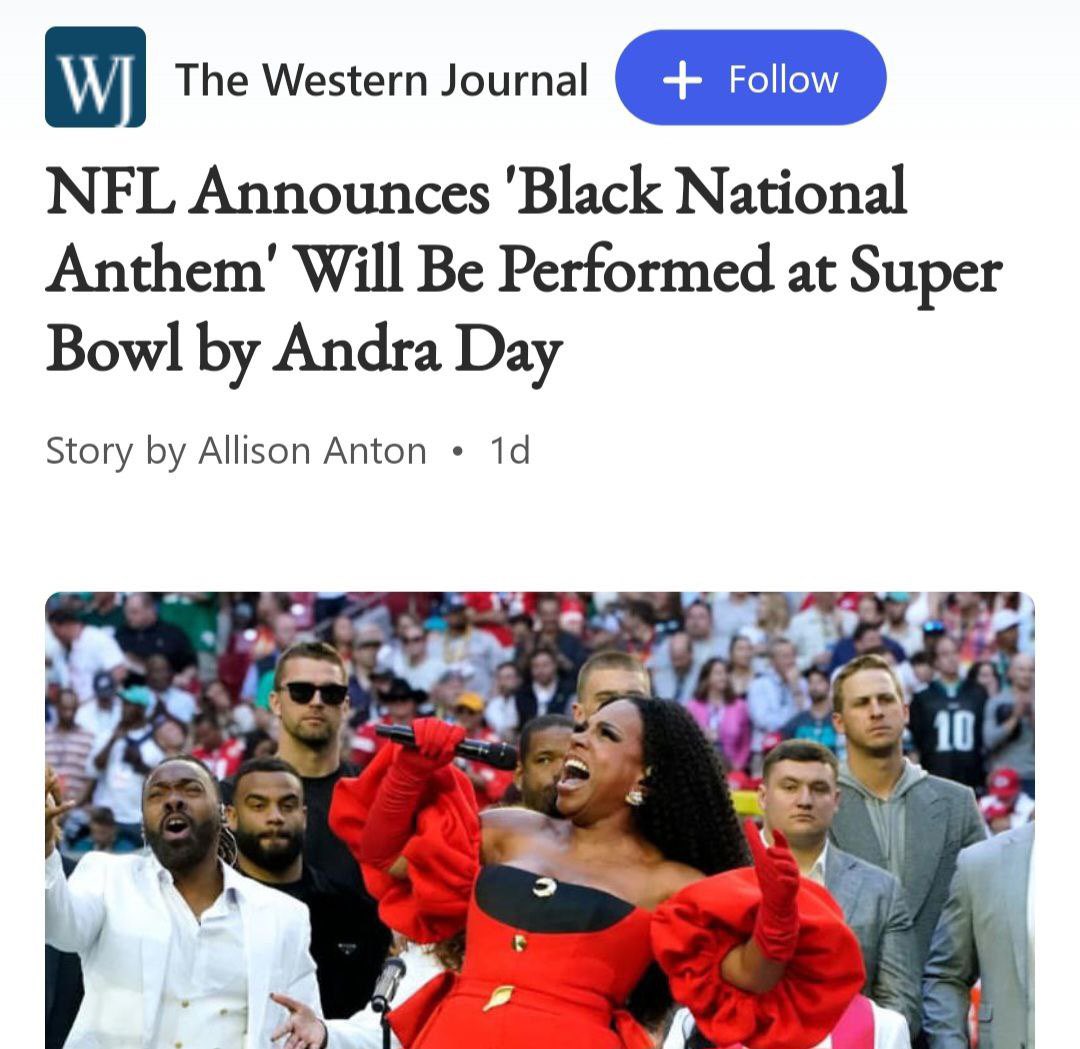 WJ The Western Journal + Follow
NFL Announces 'Black National
Anthem' Will Be Performed at Super
Bowl by Andra Day
Story by Allison Anton • 1d
10